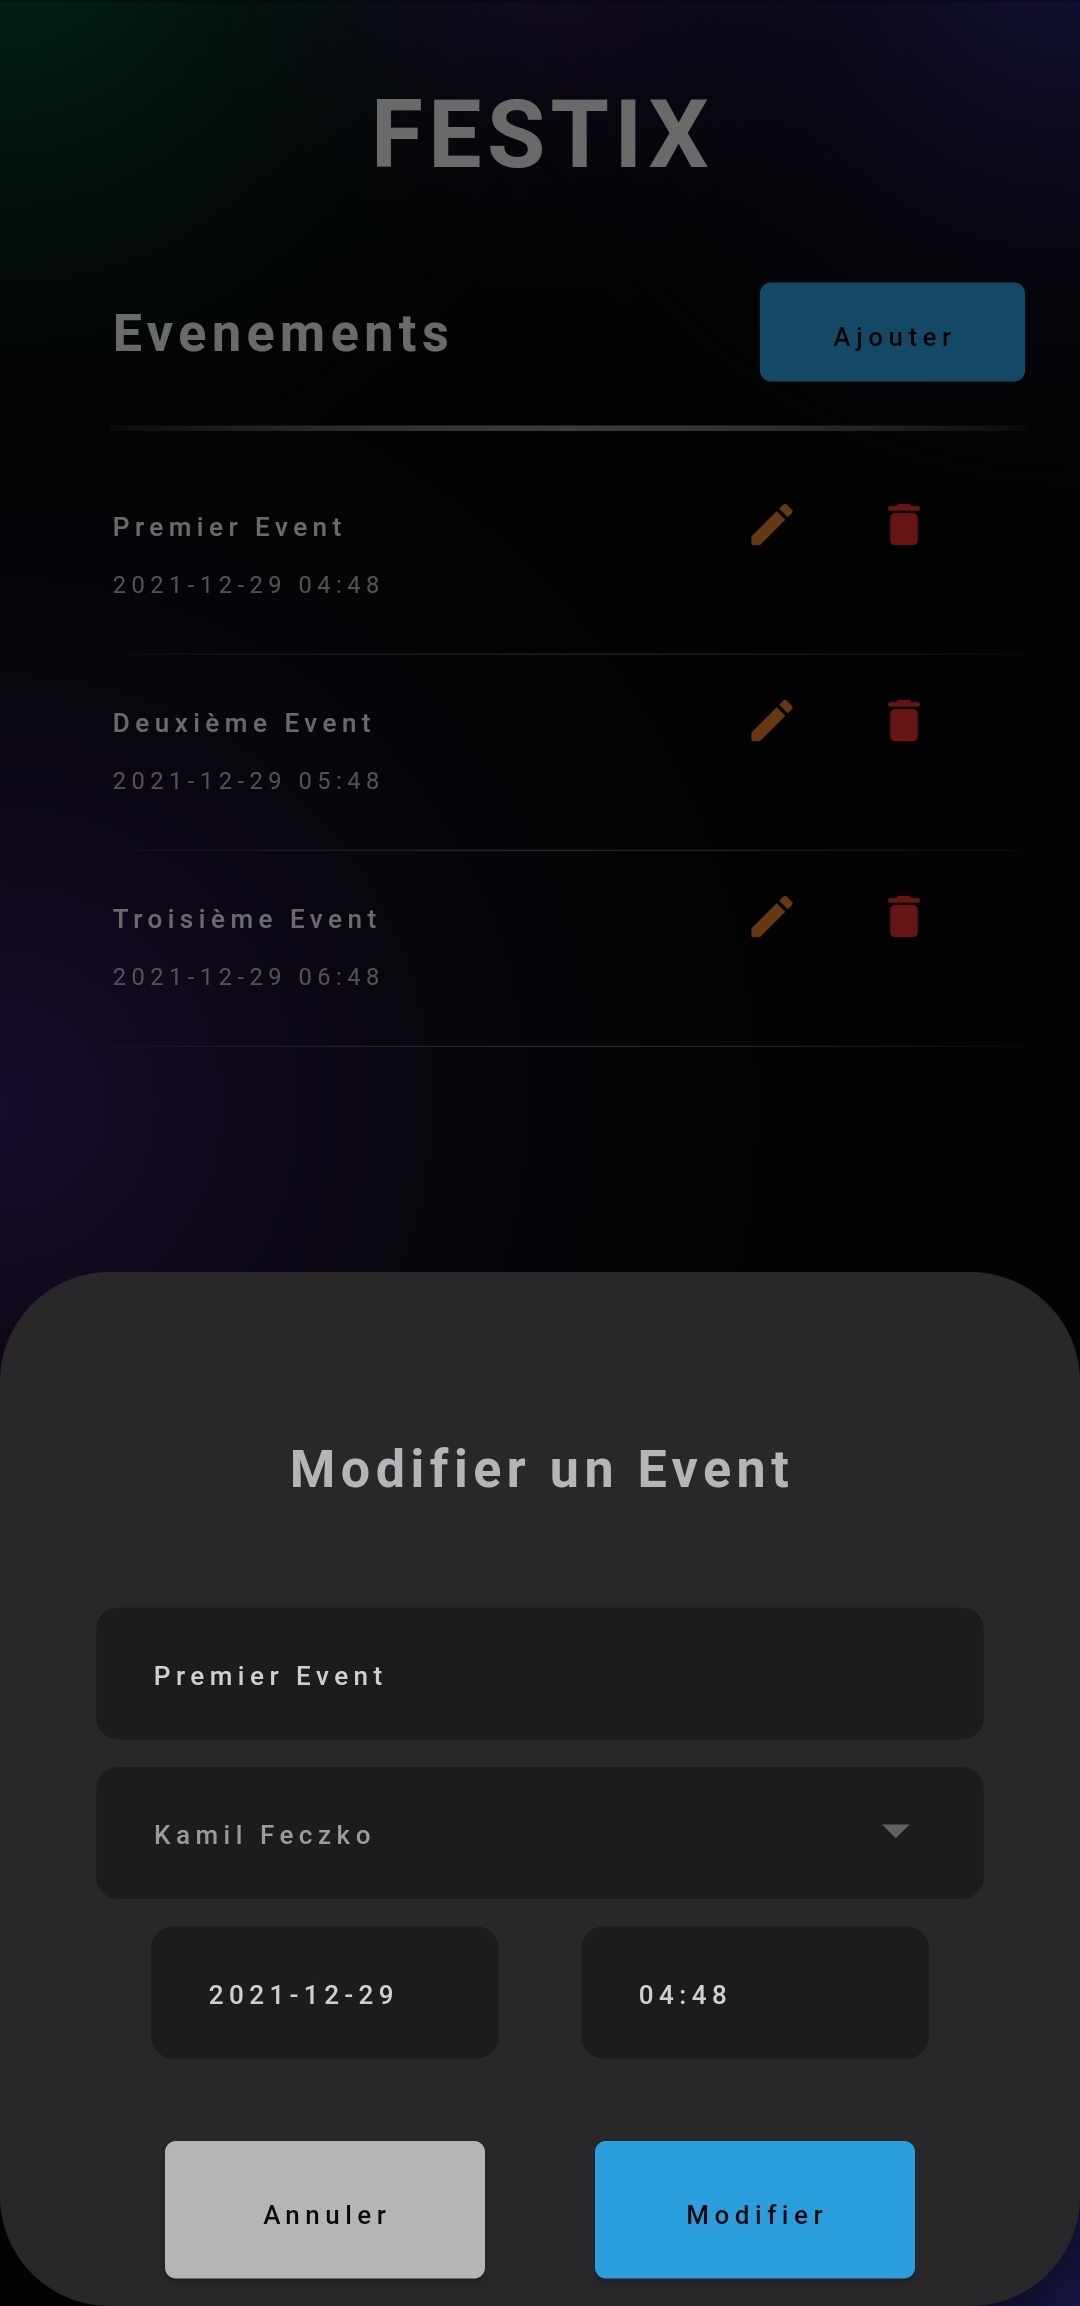 FESTIX
Evenements
Ajouter
Premier Event
2021-12-29 04:48
Deuxième Event
2021-12-29 05:48
Troisième Event
2021-12-29 06:48
Modifier un Event
Premier Event
Kamil Feczko
2021-12-29 04:48
Annuler Modifier